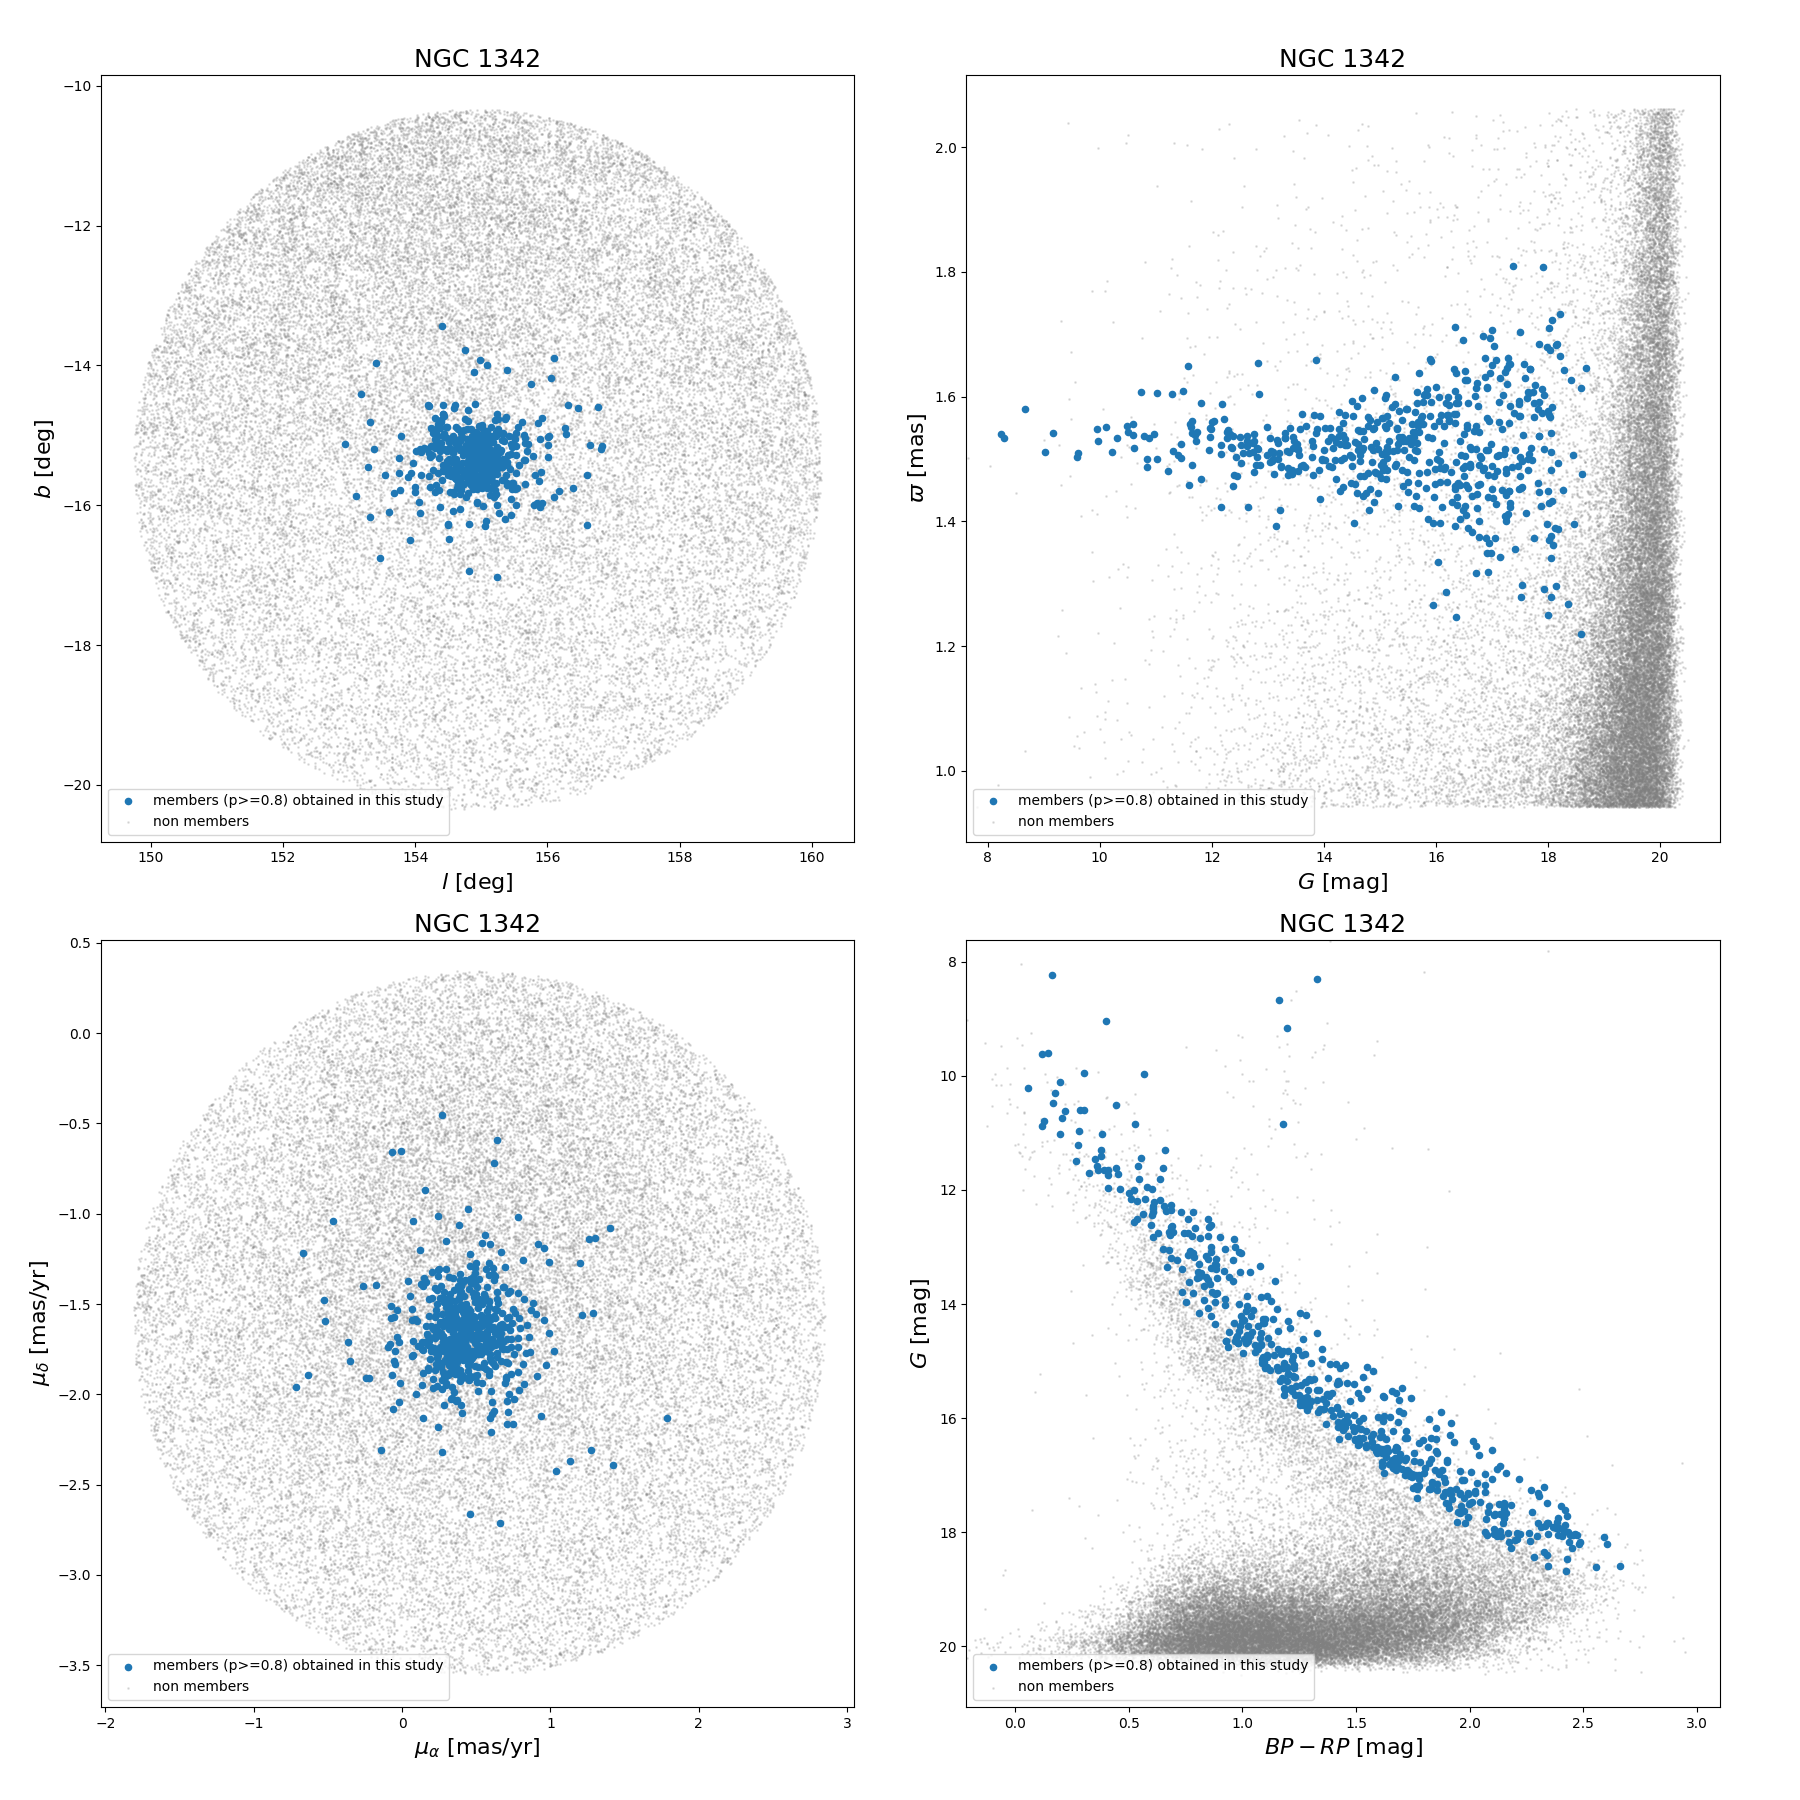 NGC 1342
−10
−12
−14
−16
−18
−20
b [deg]
members (p>=0.8) obtained in this study
non members
150
152
154
156
158
160
l [deg]
NGC 1342
2.0
1.8
1.6
1.4
1.2
1.0
ϖ [mas]
members (p>=0.8) obtained in this study
non members
8
10
12
14
16
18
20
G [mag]
NGC 1342
0.5
0.0
−0.5
−1.0
−1.5
−2.0
−2.5
−3.0
−3.5
μδ [mas/yr]
members (p>=0.8) obtained in this study
non members
−2
−1
0
1
2
3
μα [mas/yr]
NGC 1342
8
10
12
14
16
18
20
G [mag]
members (p>=0.8) obtained in this study
non members
0.0
0.5
1.0
1.5
2.0
2.5
3.0
BP − RP [mag]